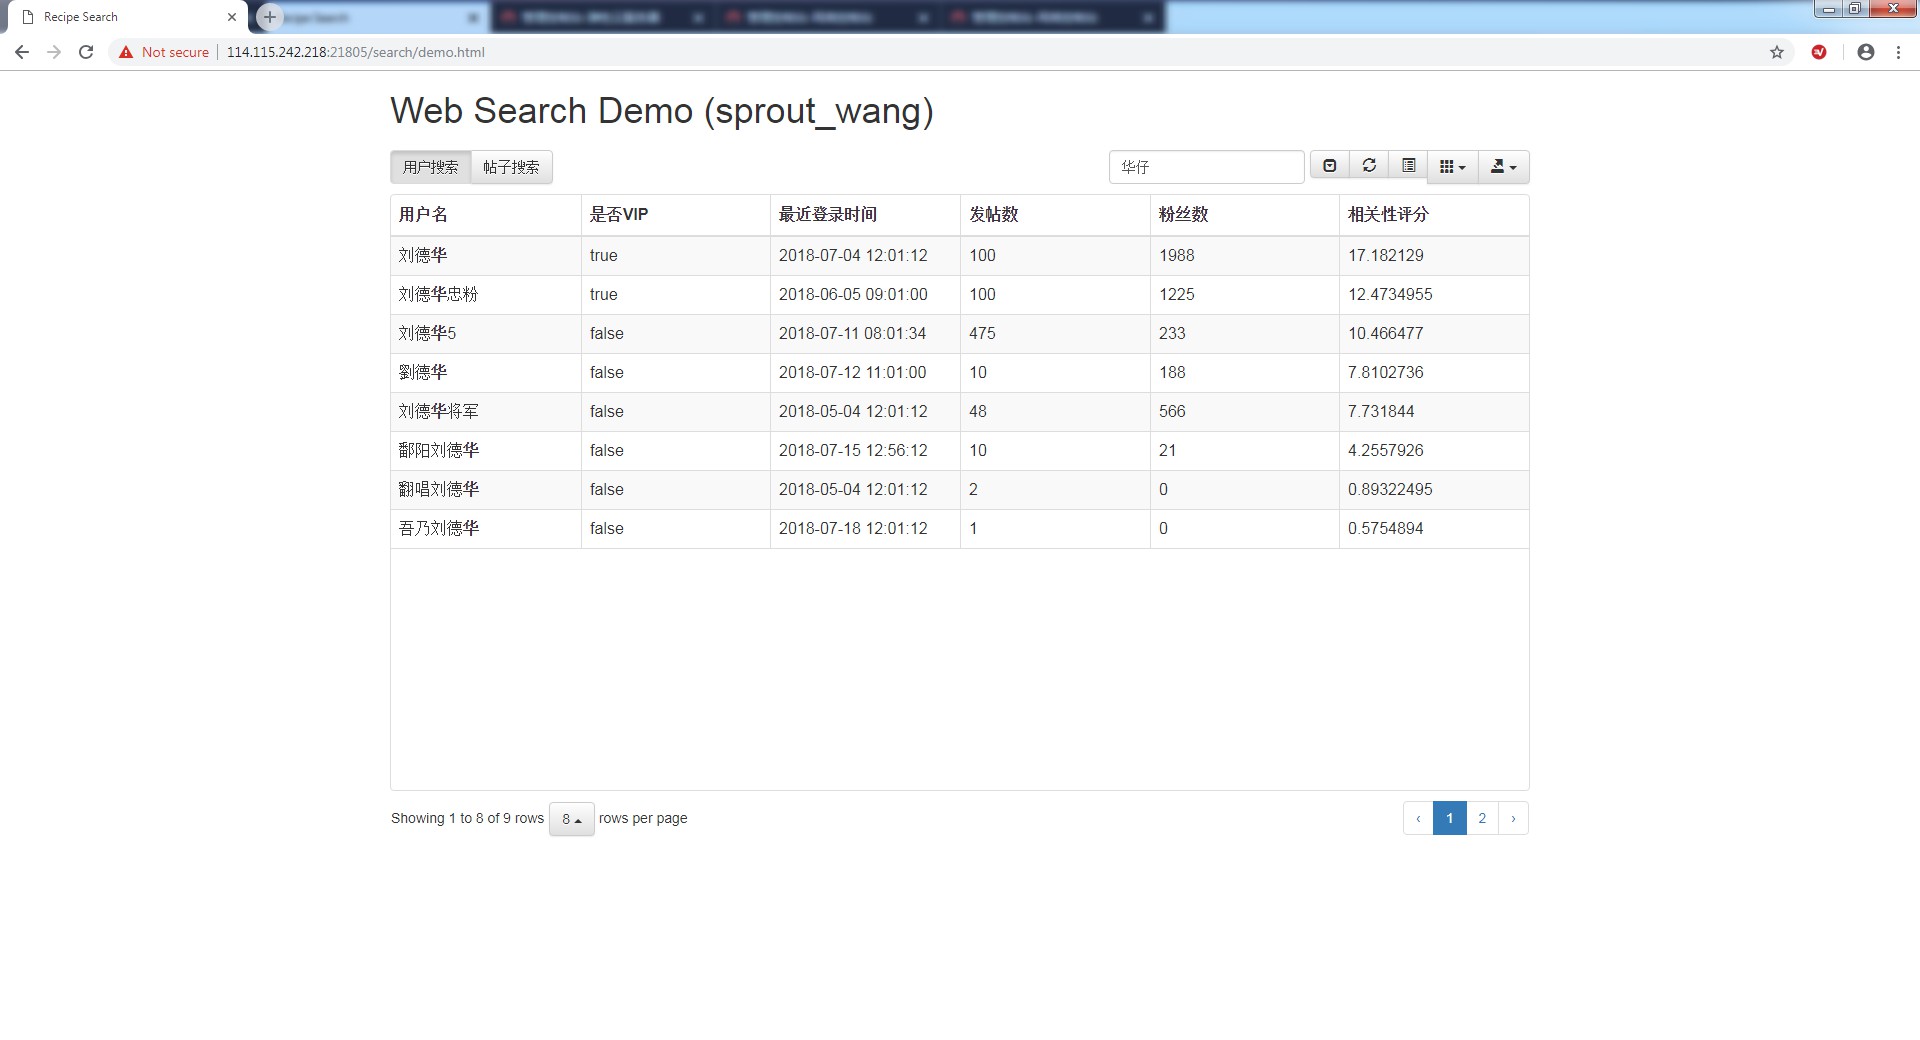 Recipe Search
Not secure
114.115.242.218:21805/search/demo.html
Web Search Demo (sprout_wang)
用户搜索 帖子搜索 华仔
用户名 是否VIP 最近登录时间 发帖数 粉丝数 相关性评分
刘德华 true 2018-07-04 12:01:12 100 1988 17.182129
刘德华忠粉 true 2018-06-05 09:01:00 100 1225 12.4734955
刘德华5 false 2018-07-11 08:01:34 475 233 10.466477
劉德华 false 2018-07-12 11:01:00 10 188 7.8102736
刘德华将军 false 2018-05-04 12:01:12 48 566 7.731844
鄱阳刘德华 false 2018-07-15 12:56:12 10 21 4.2557926
翻唱刘德华 false 2018-05-04 12:01:12 2 0 0.89322495
吾乃刘德华 false 2018-07-18 12:01:12 1 0 0.5754894
Showing 1 to 8 of 9 rows 8 rows per page ‹ 1 2 ›